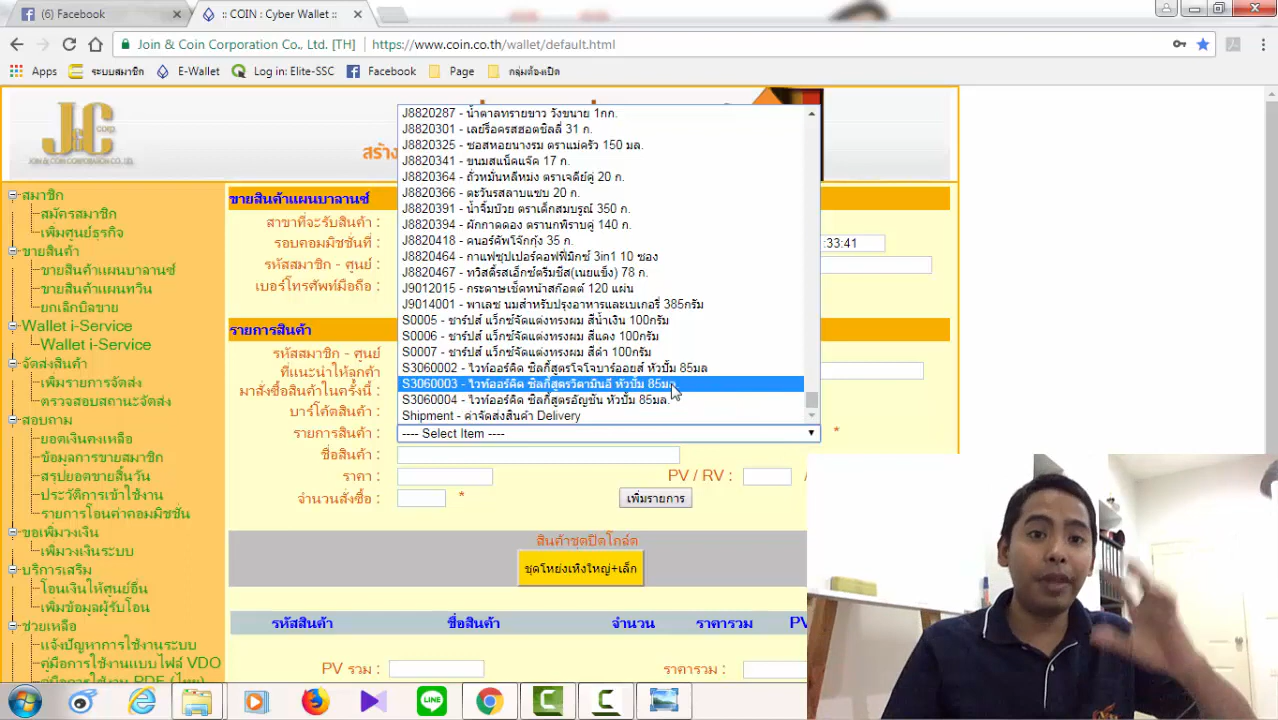 (6) Facebook
:: COIN : Cyber Wallet ::
Join & Coin Corporation Co., Ltd. [TH]
https://www.coin.co.th/wallet/default.html
Apps
ระบบสมาชิก
E-Wallet
Log in: Elite-SSC
Facebook
Page
กลุ่มต้องปิด
J&C
corp.
JOIN & COIN CORPORATION CO., LTD.
สร้าง
สมาชิก
สมัครสมาชิก
เพิ่มศูนย์ธุรกิจ
ขายสินค้า
ขายสินค้าแผนบาลานซ์
ขายสินค้าแผนทวิน
ยกเลิกบิลขาย
Wallet i-Service
Wallet i-Service
จัดส่งสินค้า
เพิ่มรายการจัดส่ง
ตรวจสอบสถานะจัดส่ง
สอบถาม
ยอดเงินคงเหลือ
ข้อมูลการขายสมาชิก
สรุปยอดขายสิ้นวัน
ประวัติการเข้าใช้งาน
รายการโอนค่าคอมมิชชั่น
ขอเพิ่มวงเงิน
เพิ่มวงเงินระบบ
บริการเสริม
โอนเงินให้ศูนย์อื่น
เพิ่มข้อมูลผู้รับโอน
ช่วยเหลือ
แจ้งปัญหาการใช้งานระบบ
คู่มือการใช้งานแบบไฟล์ VDO
คู่มือการใช้งาน PDF (ไทย)
ขายสินค้าแผนบาลานซ์
สาขาที่จะรับสินค้า :
รอบคอมมิชชั่นที่ :
:33:41
รหัสสมาชิก - ศูนย์ :
เบอร์โทรศัพท์มือถือ :
รายการสินค้า
รหัสสมาชิก - ศูนย์
ที่แนะนำให้ลูกค้า
มาสั่งซื้อสินค้าในครั้งนี้ :
บาร์โค้ดสินค้า :
รายการสินค้า :
J8820287 - น้ำตาลทรายขาว วังขนาย 1กก.
J8820301 - เลย์ร็อครสฮอตชิลลี่ 31 ก.
J8820325 - ซอสหอยนางรม ตราแม่ครัว 150 มล.
J8820341 - ขนมสแน็คแจ๊ค 17 ก.
J8820364 - ถั่วหมั่นหลีหม่ง ตราเจดีย์คู่ 20 ก.
J8820366 - ตะวันรสลาบแซบ 20 ก.
J8820391 - น้ำจิ้มบ๊วย ตราเด็กสมบูรณ์ 350 ก.
J8820394 - ผักกาดดอง ตรานกพิราบคู่ 140 ก.
J8820418 - คนอร์คัพโจ๊กกุ้ง 35 ก.
J8820464 - กาแฟซุปเปอร์คอฟฟี่มิกซ์ 3in1 10 ซอง
J8820467 - ทวิสตี้รสเอ็กซ์ตรีมชีส(เนยแข็ง) 78 ก.
J9012015 - กระดาษเช็ดหน้าสก๊อตต์ 120 แผ่น
J9014001 - พาเลซ นมสำหรับปรุงอาหารและเบเกอรี่ 385กรัม
S0005 - ชาร์ปส์ แว็กซ์จัดแต่งทรงผม สีน้ำเงิน 100กรัม
S0006 - ชาร์ปส์ แว็กซ์จัดแต่งทรงผม สีแดง 100กรัม
S0007 - ชาร์ปส์ แว็กซ์จัดแต่งทรงผม สีดำ 100กรัม
S3060002 - ไวท์ออร์คิด ซิลกี้สูตรโจโจบาร์ออยส์ หัวปั๊ม 85มล
S3060003 - ไวท์ออร์คิด ซิลกี้สูตรวิตามินอี หัวปั๊ม 85มล.
S3060004 - ไวท์ออร์คิด ซิลกี้สูตรอัญชัน หัวปั๊ม 85มล.
Shipment - ค่าจัดส่งสินค้า Delivery
---- Select Item ----
*
ชื่อสินค้า :
ราคา :
PV / RV :
/
จำนวนสั่งซื้อ :
*
เพิ่มรายการ
สินค้าชุดปิดโกล์ด
ชุดโหย่งเหิงใหญ่+เล็ก
รหัสสินค้า
ชื่อสินค้า
จำนวน
ราคารวม
PV
PV รวม :
ราคารวม :
LINE